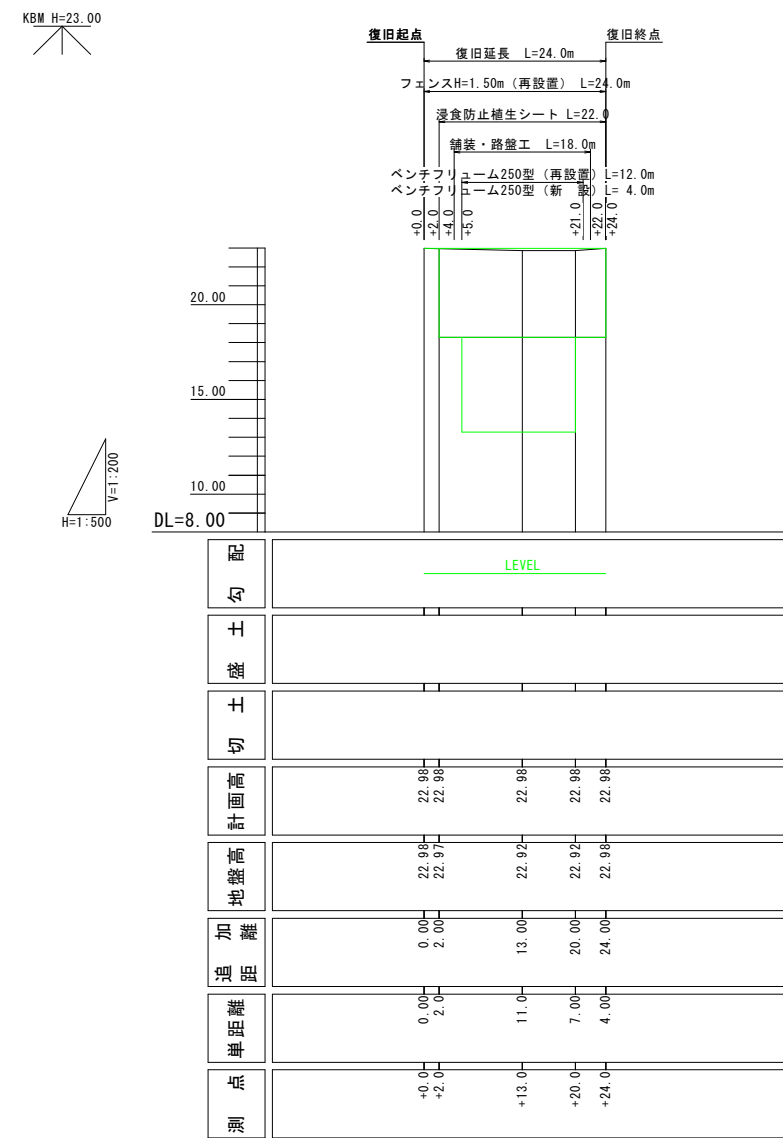 KBM H=23.00
復旧起点
復旧終点
復旧延長 L=24.0m
フェンスH=1.50m（再設置） L=24.0m
浸食防止植生シート L=22.0
舗装・路盤工 L=18.0m
ベンチフリューム250型（再設置）L=12.0m
ベンチフリューム250型（新 設）L= 4.0m
+0.0
+2.0
+4.0
+5.0
+21.0
+22.0
+24.0
20.00
15.00
10.00
DL=8.00
V=1:200
H=1:500
勾 配
LEVEL
盛 土
切 土
計画高
22.98
22.98
22.98
22.98
22.98
地盤高
22.98
22.97
22.92
22.92
22.98
追加距離
0.00
2.00
13.00
20.00
24.00
単距離
0.00
2.0
11.0
7.00
4.00
測 点
+0.0
+2.0
+13.0
+20.0
+24.0